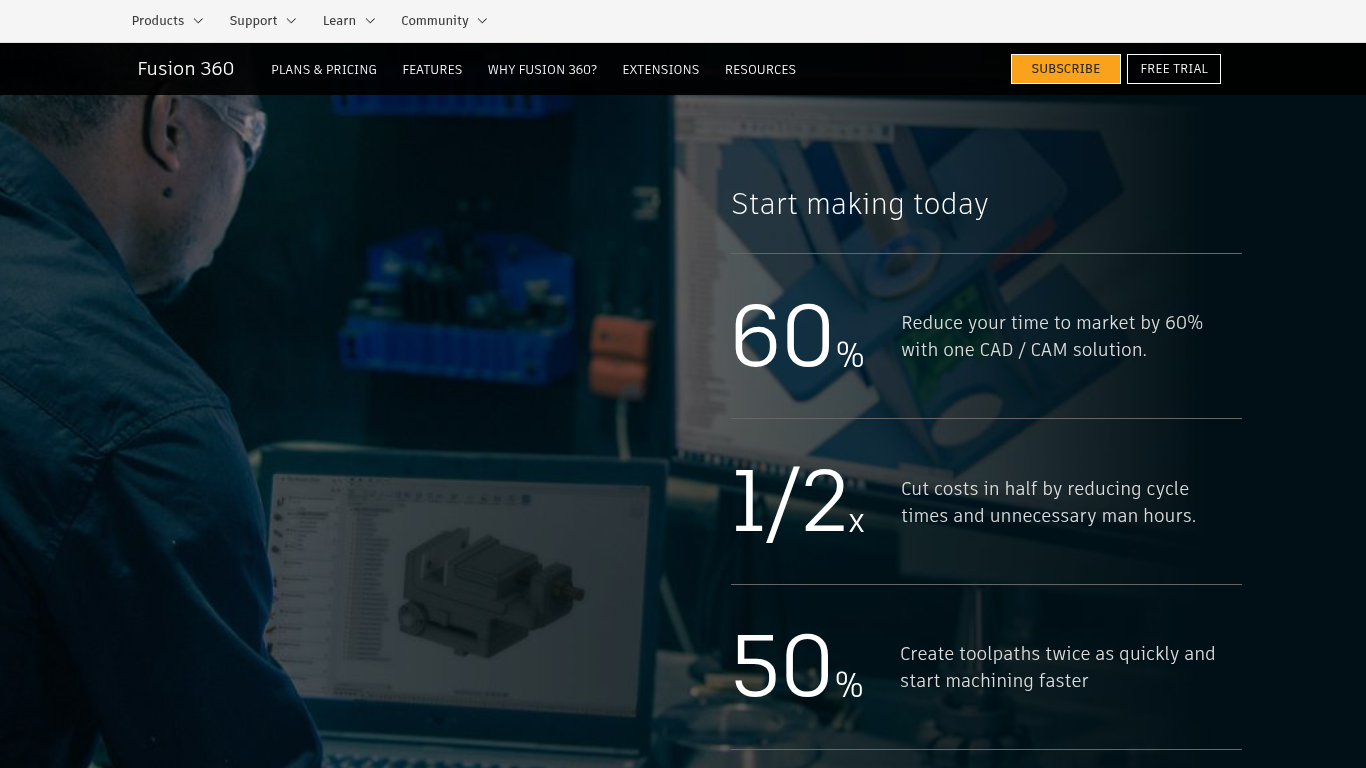 Products
Support
Learn
Community
Fusion 360
PLANS & PRICING
FEATURES
WHY FUSION 360?
EXTENSIONS
RESOURCES
SUBSCRIBE
FREE TRIAL
Start making today
60%
Reduce your time to market by 60%
with one CAD / CAM solution.
1/2x
Cut costs in half by reducing cycle
times and unnecessary man hours.
50%
Create toolpaths twice as quickly and
start machining faster